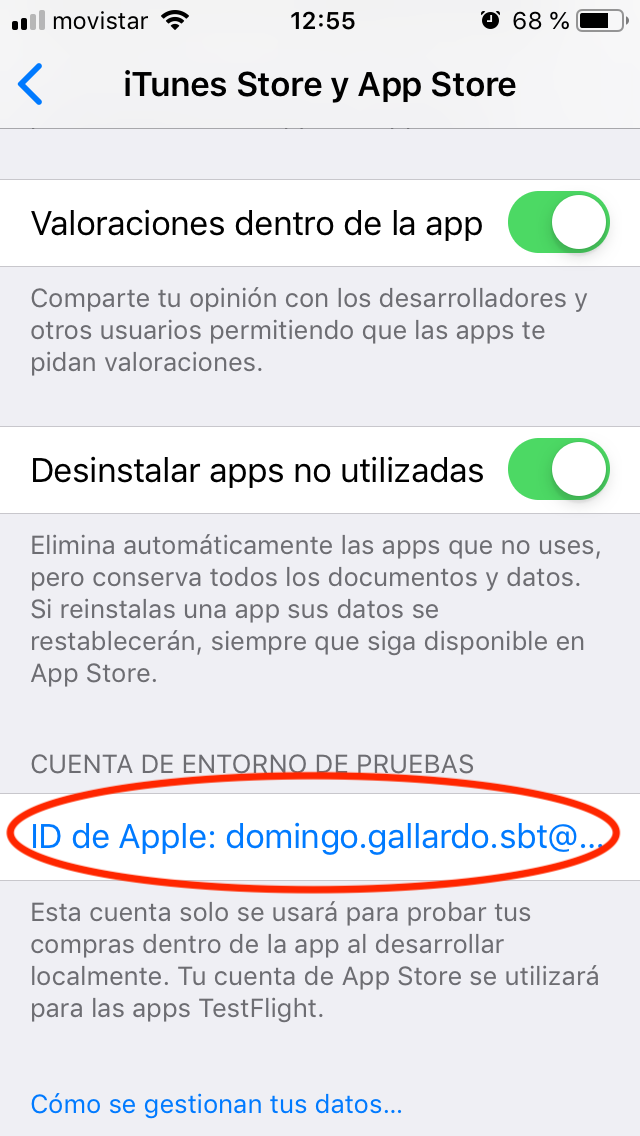 movistar 12:55 68 %
iTunes Store y App Store
Valoraciones dentro de la app
Comparte tu opinión con los desarrolladores y
otros usuarios permitiendo que las apps te
pidan valoraciones.
Desinstalar apps no utilizadas
Elimina automáticamente las apps que no uses,
pero conserva todos los documentos y datos.
Si reinstalas una app sus datos se
restablecerán, siempre que siga disponible en
App Store.
CUENTA DE ENTORNO DE PRUEBAS
ID de Apple: domingo.gallardo.sbt@...
Esta cuenta solo se usará para probar tus
compras dentro de la app al desarrollar
localmente. Tu cuenta de App Store se utilizará
para las apps TestFlight.
Cómo se gestionan tus datos...